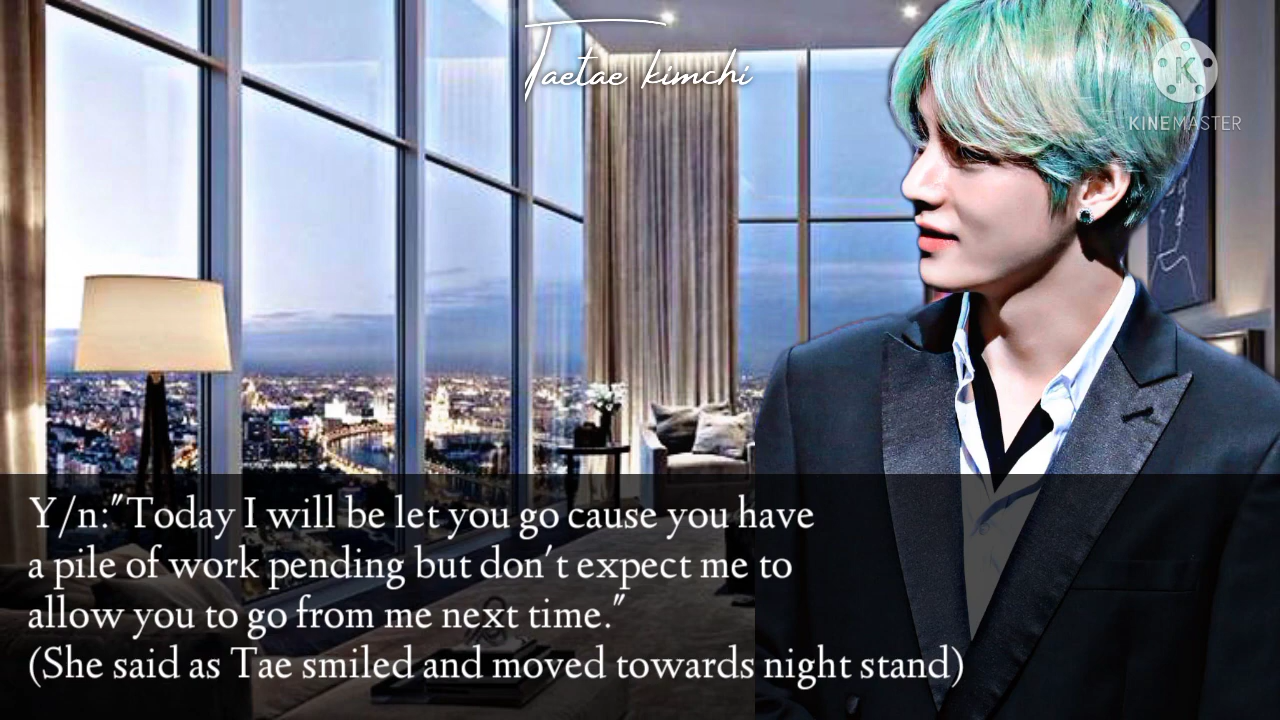 Taetae kimchi
K
KINEMASTER
Y/n:"Today I will be let you go cause you have
a pile of work pending but don't expect me to
allow you to go from me next time."
(She said as Tae smiled and moved towards night stand)